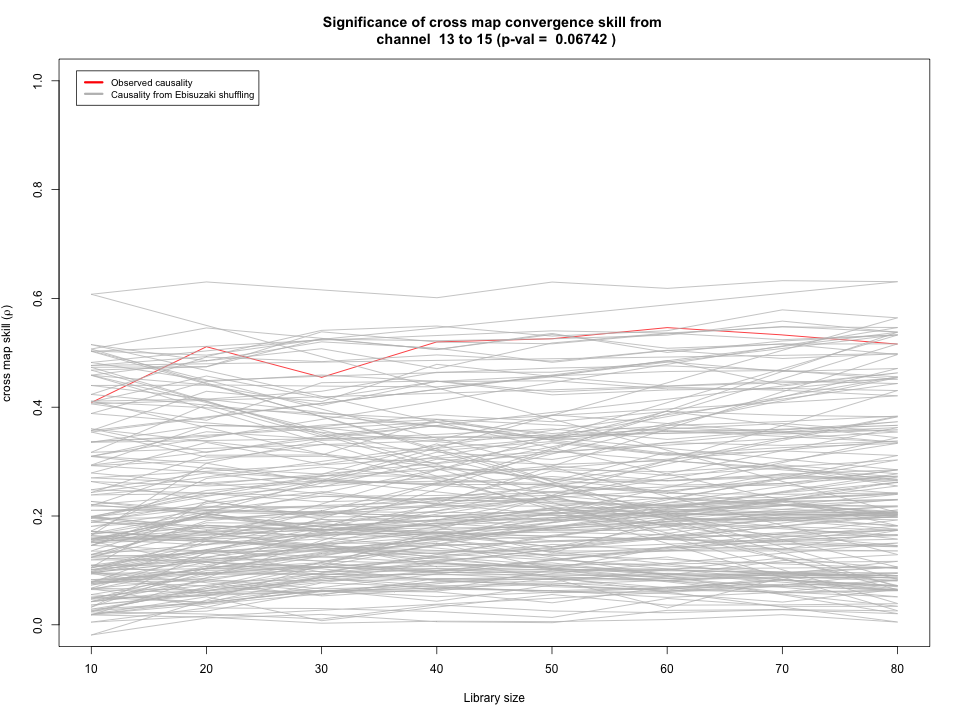 Significance of cross map convergence skill from
channel  13 to 15 (p-val =  0.06742 )
Observed causality
Causality from Ebisuzaki shuffling
cross map skill (ρ)
1.0
0.8
0.6
0.4
0.2
0.0
10 20 30 40 50 60 70 80
Library size